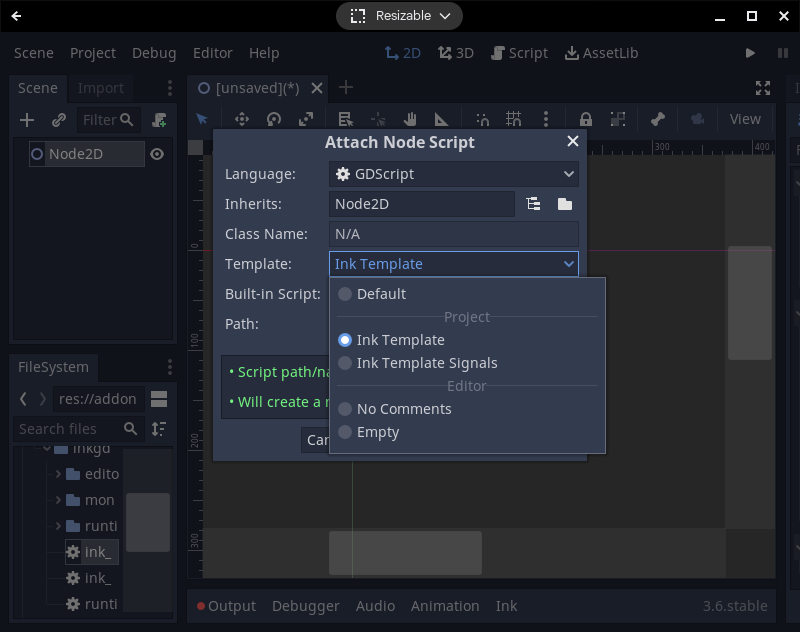 Resizable
Scene Project Debug Editor Help 2D 3D Script AssetLib
Scene Import [unsaved](*)
Filter View
Node2D
300 400
0
100
200
300
Attach Node Script
Language: GDScript
Inherits: Node2D
Class Name: N/A
Template: Ink Template
Built-in Script:
Path:
Default
Project
Ink Template
Ink Template Signals
Editor
No Comments
Empty
• Script path/na
• Will create a n
Can
FileSystem
res://addon
Search files
inkgd
edito
mon
runti
ink_
ink_
runti
Output Debugger Audio Animation Ink 3.6.stable